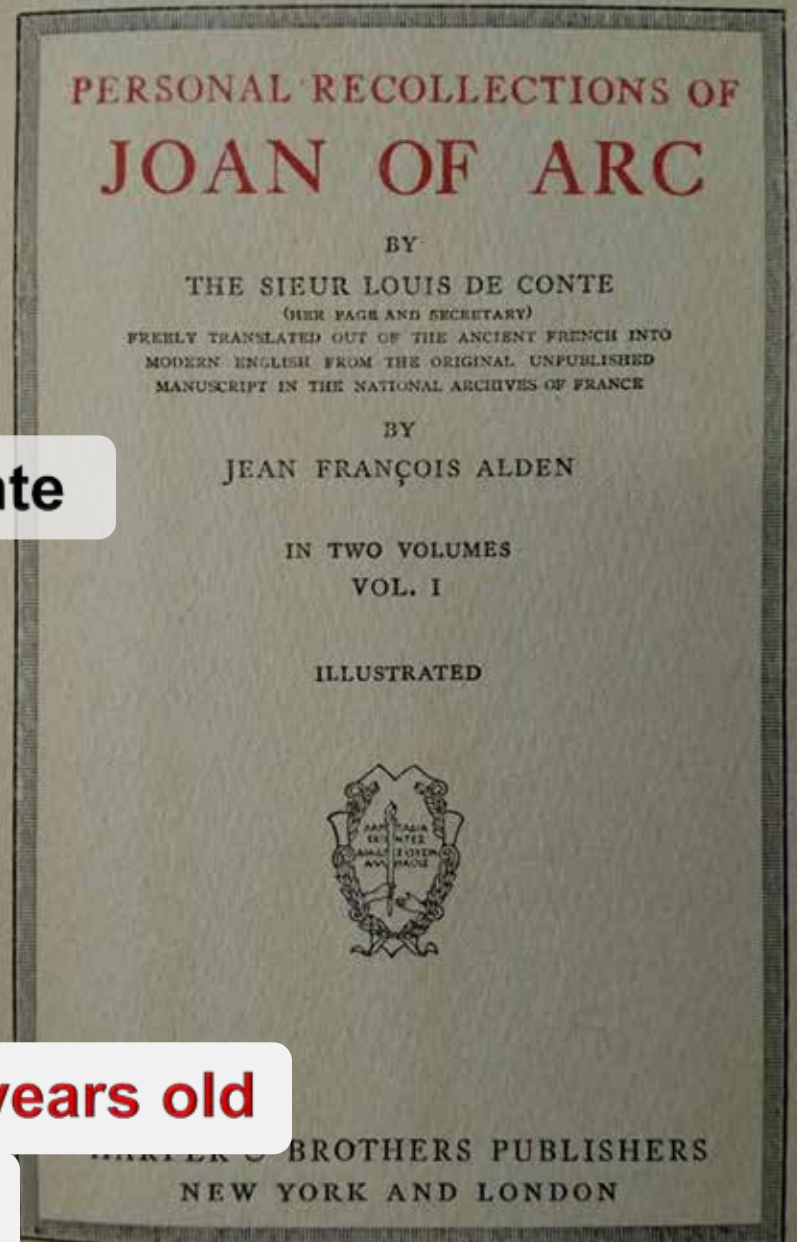 PERSONAL RECOLLECTIONS OF
JOAN OF ARC
BY
THE SIEUR LOUIS DE CONTE
(HER PAGE AND SECRETARY)
FREELY TRANSLATED OUT OF THE ANCIENT FRENCH INTO
MODERN ENGLISH FROM THE ORIGINAL UNPUBLISHED
MANUSCRIPT IN THE NATIONAL ARCHIVES OF FRANCE
BY
JEAN FRANÇOIS ALDEN
nte
IN TWO VOLUMES
VOL. I
ILLUSTRATED
years old
BROTHERS PUBLISHERS
NEW YORK AND LONDON